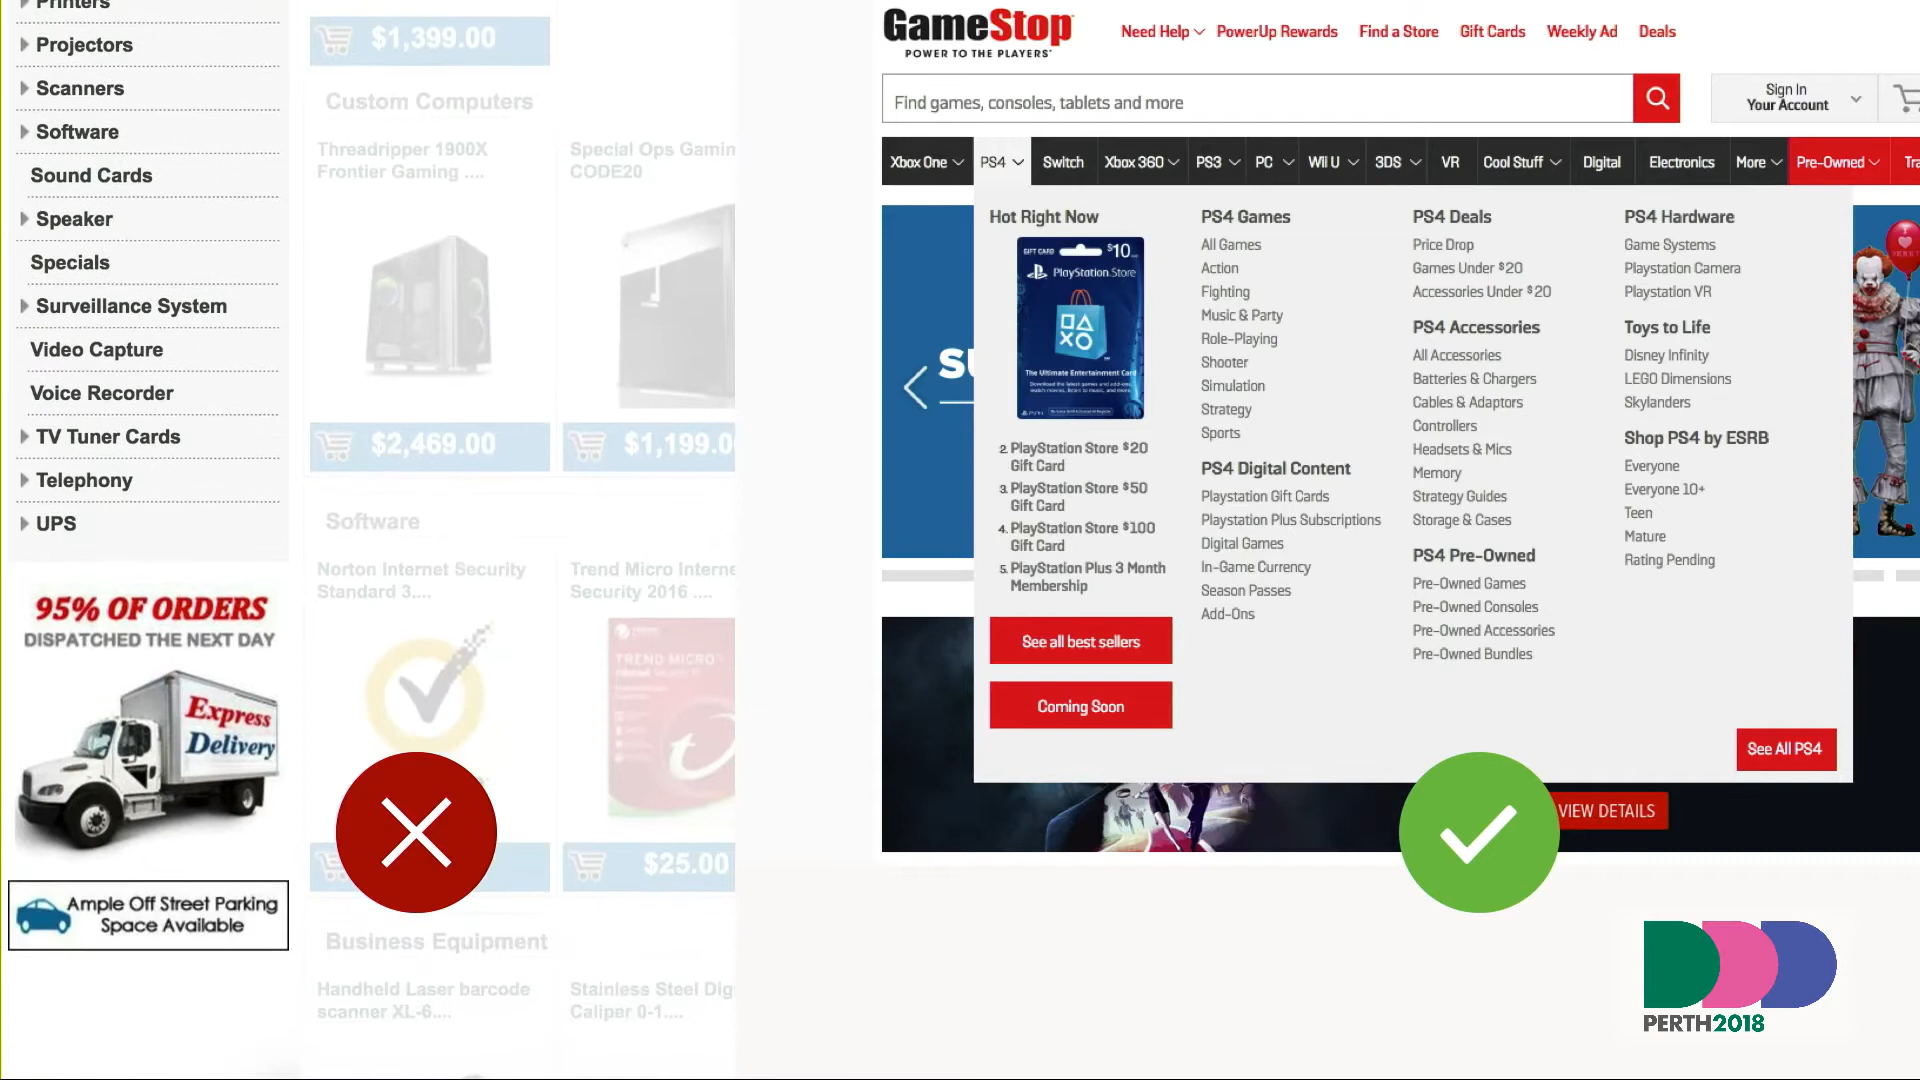 Printers
Projectors
Scanners
Software
Sound Cards
Speaker
Specials
Surveillance System
Video Capture
Voice Recorder
TV Tuner Cards
Telephony
UPS
95% OF ORDERS
DISPATCHED THE NEXT DAY
Express
Delivery
Ample Off Street Parking
Space Available
$1,399.00
Custom Computers
Threadripper 1900X
Frontier Gaming ....
Special Ops Gamin
CODE20
$2,469.00
$1,199.0
Software
Norton Internet Security
Standard 3....
Trend Micro Interne
Security 2016 ....
TREND MICRO
$25.00
Business Equipment
Handheld Laser barcode
scanner XL-6....
Stainless Steel Dig
Caliper 0-1....
GameStop
POWER TO THE PLAYERS
Need Help PowerUp Rewards Find a Store Gift Cards Weekly Ad Deals
Find games, consoles, tablets and more
Sign In
Your Account
Xbox One PS4 Switch Xbox 360 PS3 PC Wii U 3DS VR Cool Stuff Digital Electronics More Pre-Owned Tra
Hot Right Now
GIFT CARD $10
PlayStation.Store
The Ultimate Entertainment Card
2. PlayStation Store $20
Gift Card
3. PlayStation Store $50
Gift Card
4. PlayStation Store $100
Gift Card
5. PlayStation Plus 3 Month
Membership
See all best sellers
Coming Soon
PS4 Games
All Games
Action
Fighting
Music & Party
Role-Playing
Shooter
Simulation
Strategy
Sports
PS4 Digital Content
Playstation Gift Cards
Playstation Plus Subscriptions
Digital Games
In-Game Currency
Season Passes
Add-Ons
PS4 Deals
Price Drop
Games Under $20
Accessories Under $20
PS4 Accessories
All Accessories
Batteries & Chargers
Cables & Adaptors
Controllers
Headsets & Mics
Memory
Strategy Guides
Storage & Cases
PS4 Pre-Owned
Pre-Owned Games
Pre-Owned Consoles
Pre-Owned Accessories
Pre-Owned Bundles
PS4 Hardware
Game Systems
Playstation Camera
Playstation VR
Toys to Life
Disney Infinity
LEGO Dimensions
Skylanders
Shop PS4 by ESRB
Everyone
Everyone 10+
Teen
Mature
Rating Pending
See All PS4
SU
VIEW DETAILS
PERTH2018